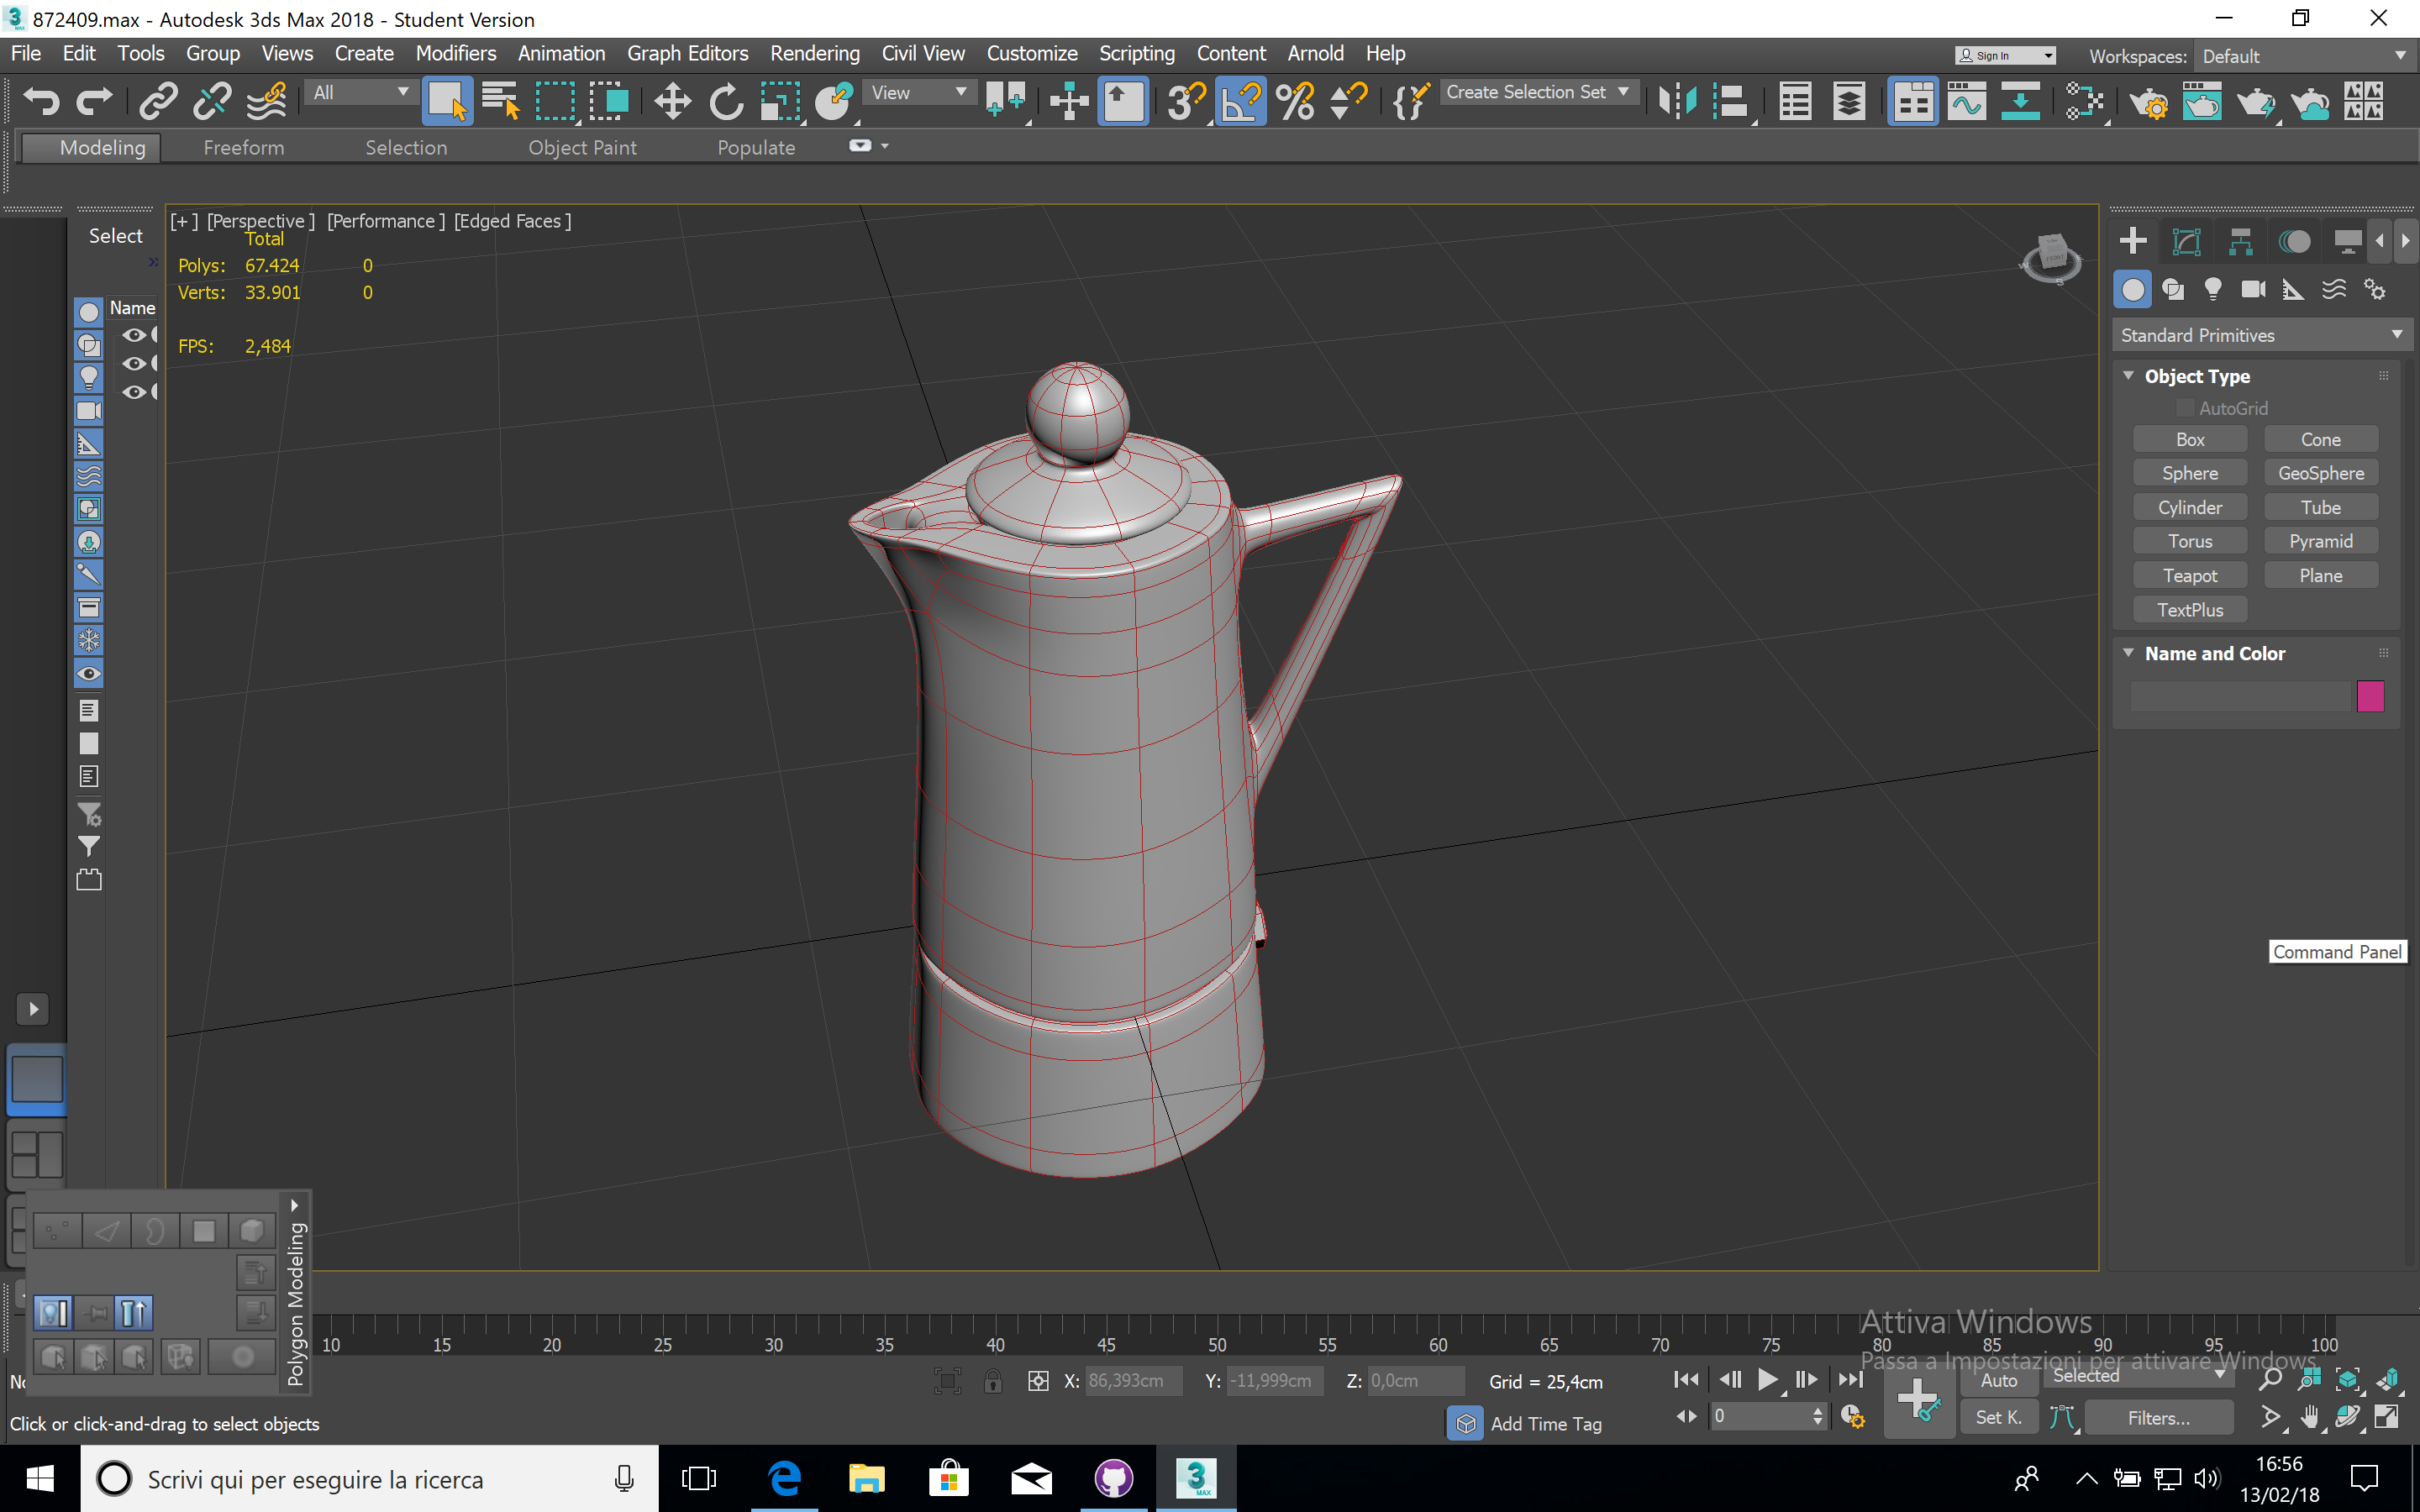 872409.max - Autodesk 3ds Max 2018 - Student Version
File Edit Tools Group Views Create Modifiers Animation Graph Editors Rendering Civil View Customize Scripting Content Arnold Help
Sign In Workspaces: Default
All View Create Selection Set
Modeling Freeform Selection Object Paint Populate
[+] [Perspective] [Performance] [Edged Faces]
Select
Total
Polys: 67.424 0
Verts: 33.901 0
FPS: 2,484
Name
Standard Primitives
Object Type
AutoGrid
Box Cone
Sphere GeoSphere
Cylinder Tube
Torus Pyramid
Teapot Plane
TextPlus
Name and Color
Command Panel
Polygon Modeling
10 15 20 25 30 35 40 45 50 55 60 65 70 75 80 85 90 95 100
Attiva Windows
Passa a Impostazioni per attivare Windows.
X: 86,393cm Y: -11,999cm Z: 0,0cm Grid = 25,4cm
Auto Selected
Click or click-and-drag to select objects
Add Time Tag
0
Set K. Filters...
Scrivi qui per eseguire la ricerca
3
MAX
16:56
13/02/18